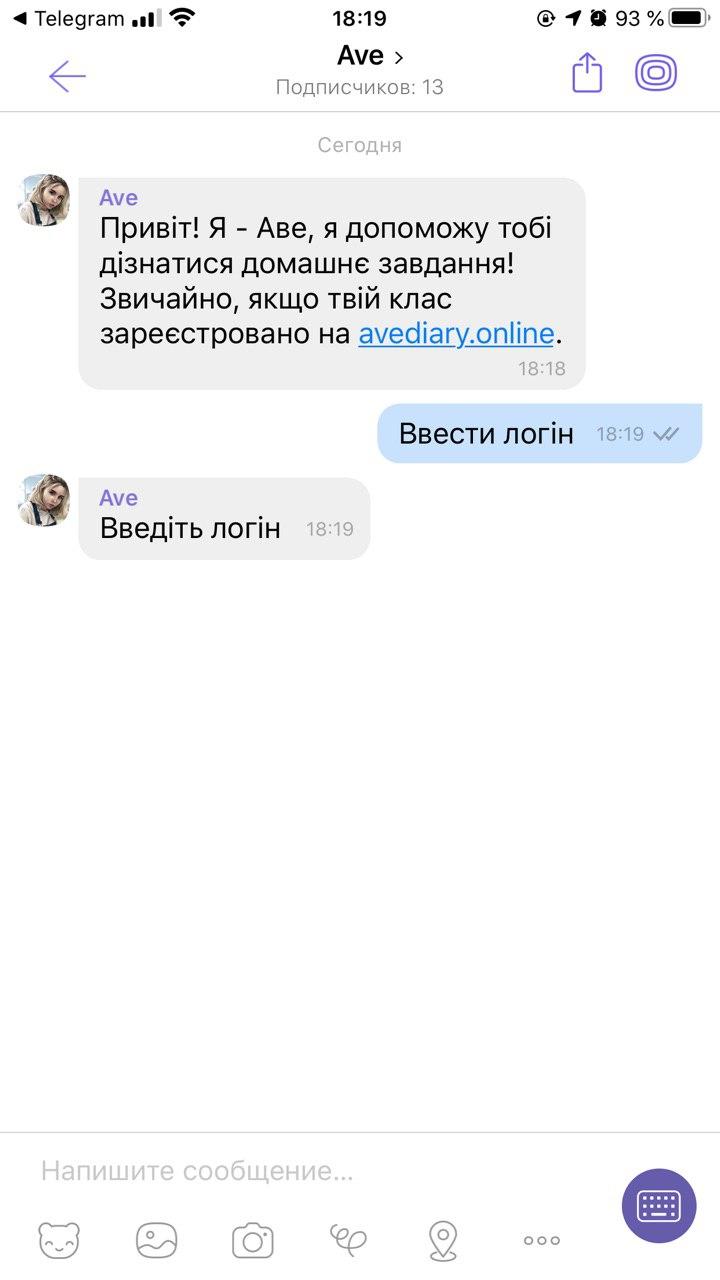 Telegram 18:19 93 %
Ave
Подписчиков: 13
Сегодня
Ave
Привіт! Я - Аве, я допоможу тобі
дізнатися домашнє завдання!
Звичайно, якщо твій клас
зареєстровано на avediary.online.
18:18
Ввести логін 18:19
Ave
Введіть логін 18:19
Напишите сообщение...